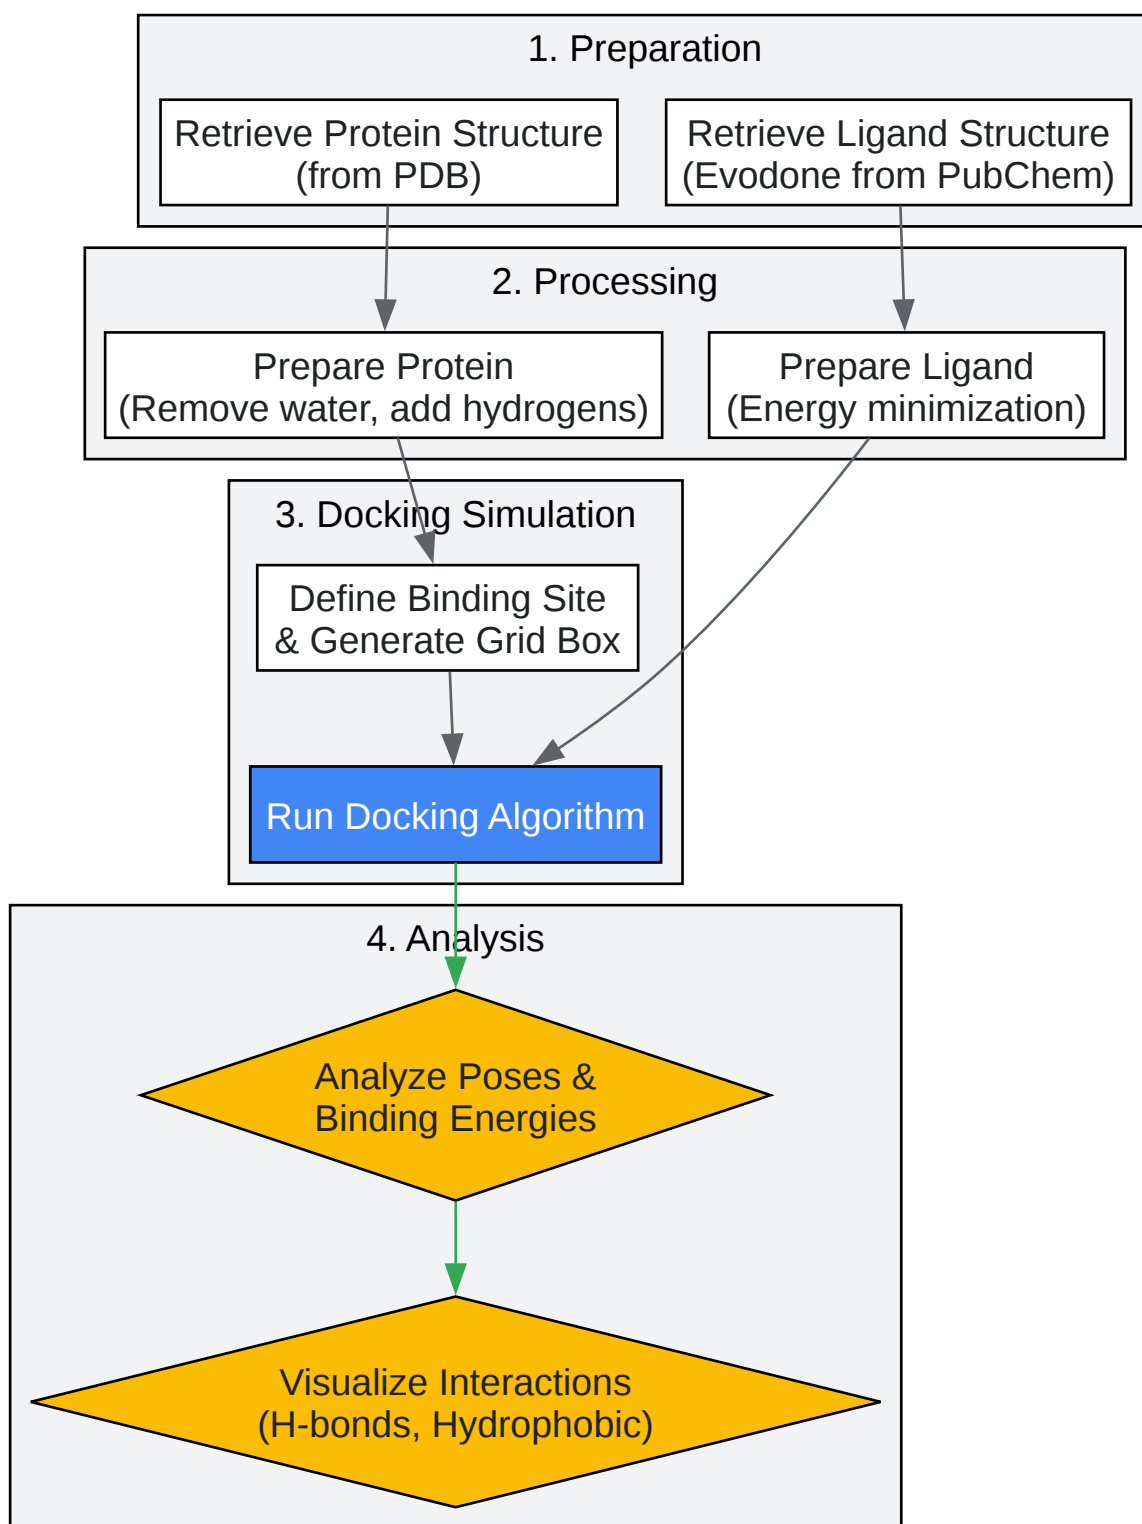 1. Preparation
Retrieve Protein Structure
(from PDB)
Retrieve Ligand Structure
(Evodone from PubChem)
2. Processing
Prepare Protein
(Remove water, add hydrogens)
Prepare Ligand
(Energy minimization)
3. Docking Simulation
Define Binding Site
& Generate Grid Box
Run Docking Algorithm
4. Analysis
Analyze Poses &
Binding Energies
Visualize Interactions
(H-bonds, Hydrophobic)